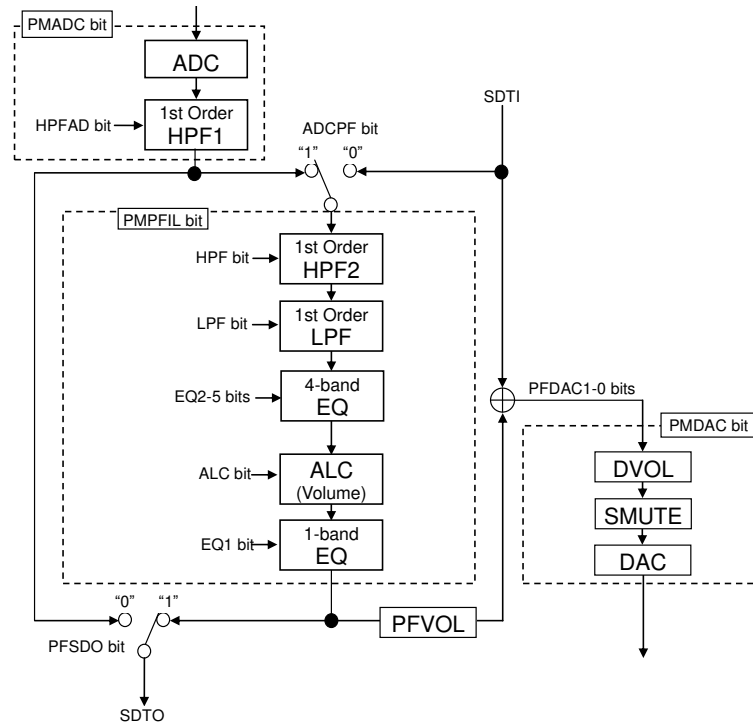 PMADC bit
ADC
HPFAD bit
1st Order
HPF1
SDTI
ADCPF bit
“1” “0”
PMPFIL bit
HPF bit
1st Order
HPF2
LPF bit
1st Order
LPF
EQ2-5 bits
4-band
EQ
PFDAC1-0 bits
PMDAC bit
ALC bit
ALC
(Volume)
DVOL
SMUTE
DAC
EQ1 bit
1-band
EQ
“0” “1”
PFSDO bit
PFVOL
SDTO